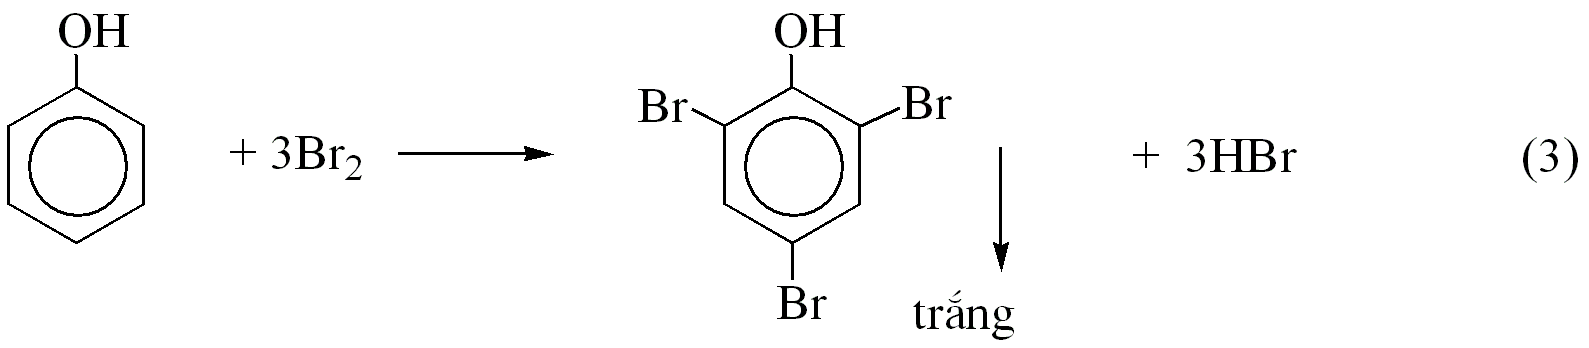 OH OH
Br Br
+ 3Br₂ + 3HBr (3)
Br
trắng